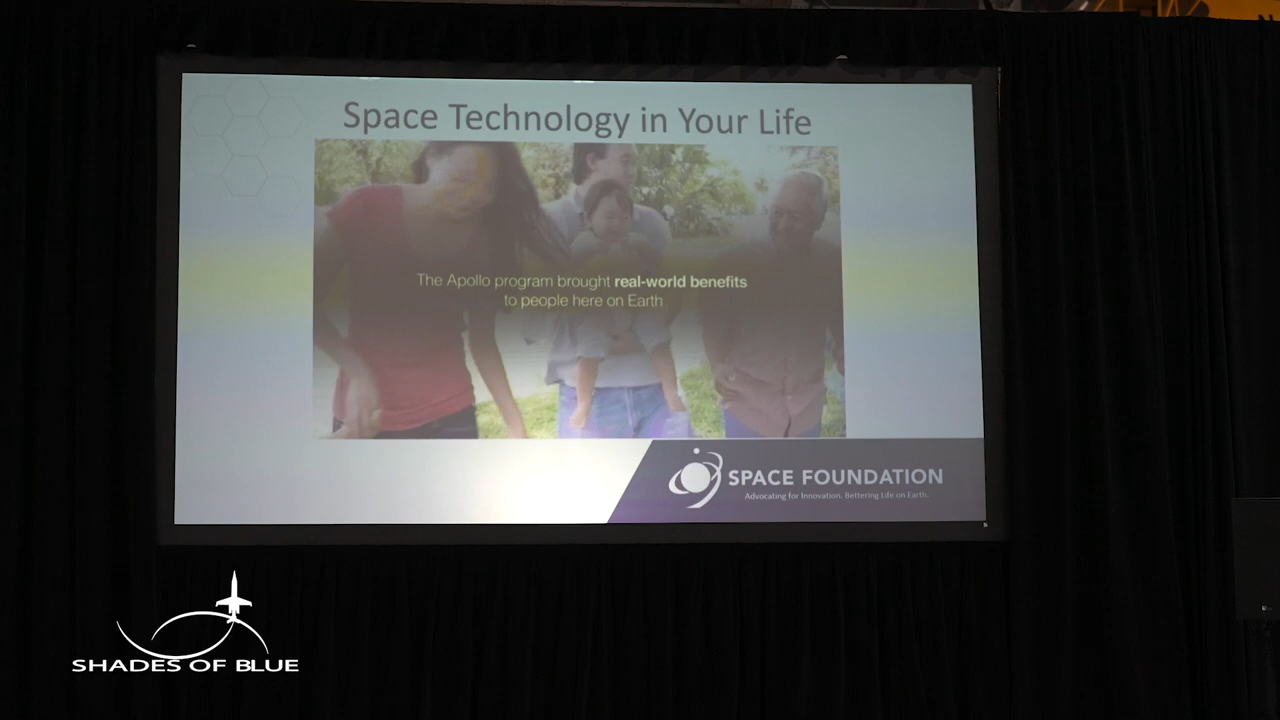 Space Technology in Your Life
The Apollo program brought real-world benefits
to people here on Earth
SPACE FOUNDATION
Advocating for Innovation. Bettering Life on Earth.
SHADES OF BLUE